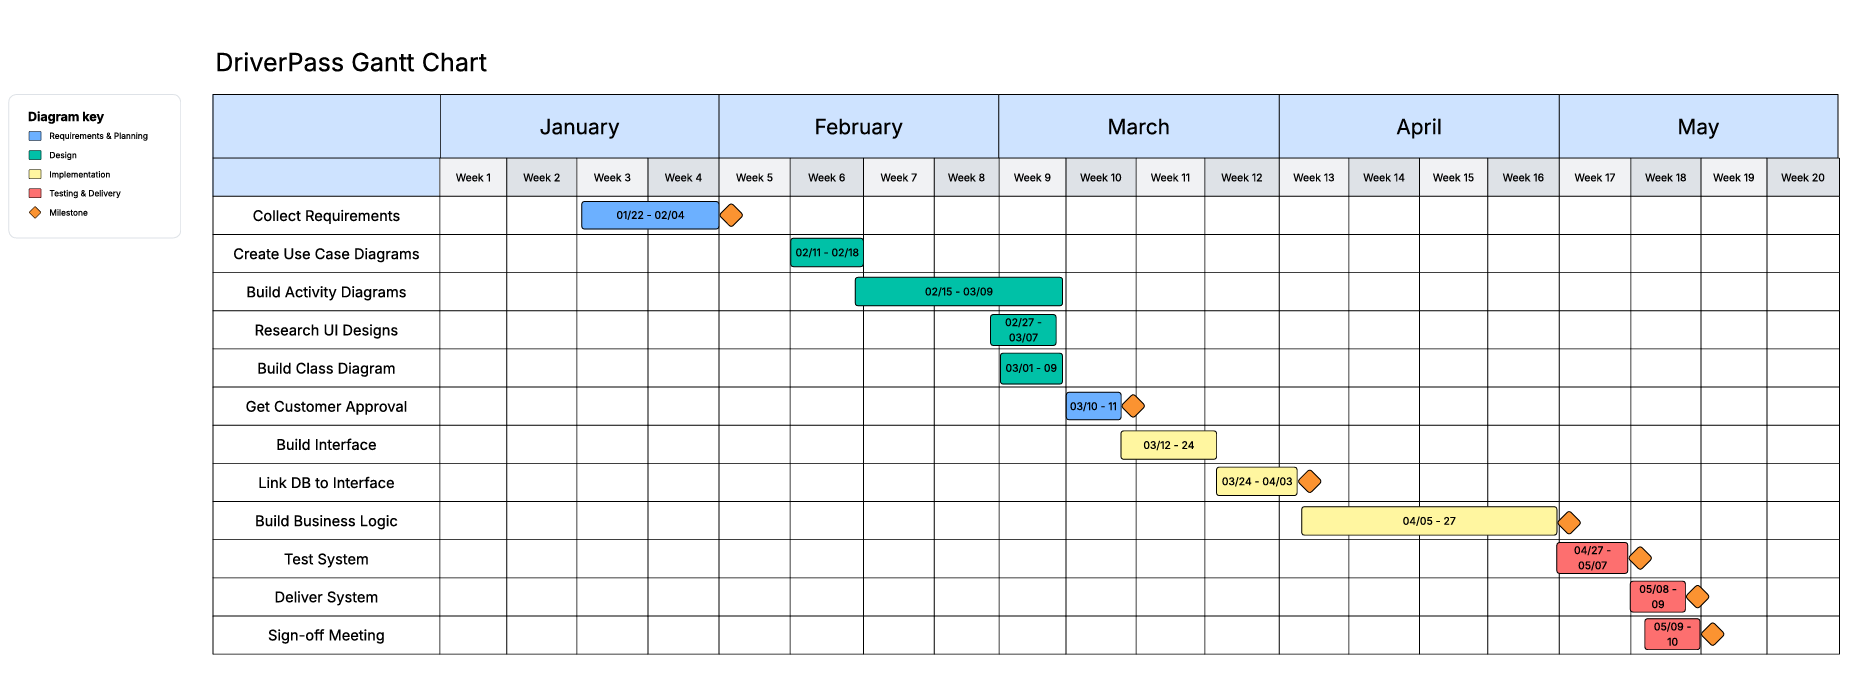 DriverPass Gantt Chart
Diagram key
Requirements & Planning
Design
Implementation
Testing & Delivery
Milestone
January February March April May
Week 1 Week 2 Week 3 Week 4 Week 5 Week 6 Week 7 Week 8 Week 9 Week 10 Week 11 Week 12 Week 13 Week 14 Week 15 Week 16 Week 17 Week 18 Week 19 Week 20
Collect Requirements 01/22 - 02/04
Create Use Case Diagrams 02/11 - 02/18
Build Activity Diagrams 02/15 - 03/09
Research UI Designs 02/27 -
03/07
Build Class Diagram 03/01 - 09
Get Customer Approval 03/10 - 11
Build Interface 03/12 - 24
Link DB to Interface 03/24 - 04/03
Build Business Logic 04/05 - 27
Test System 04/27 -
05/07
Deliver System 05/08 -
09
Sign-off Meeting 05/09 -
10